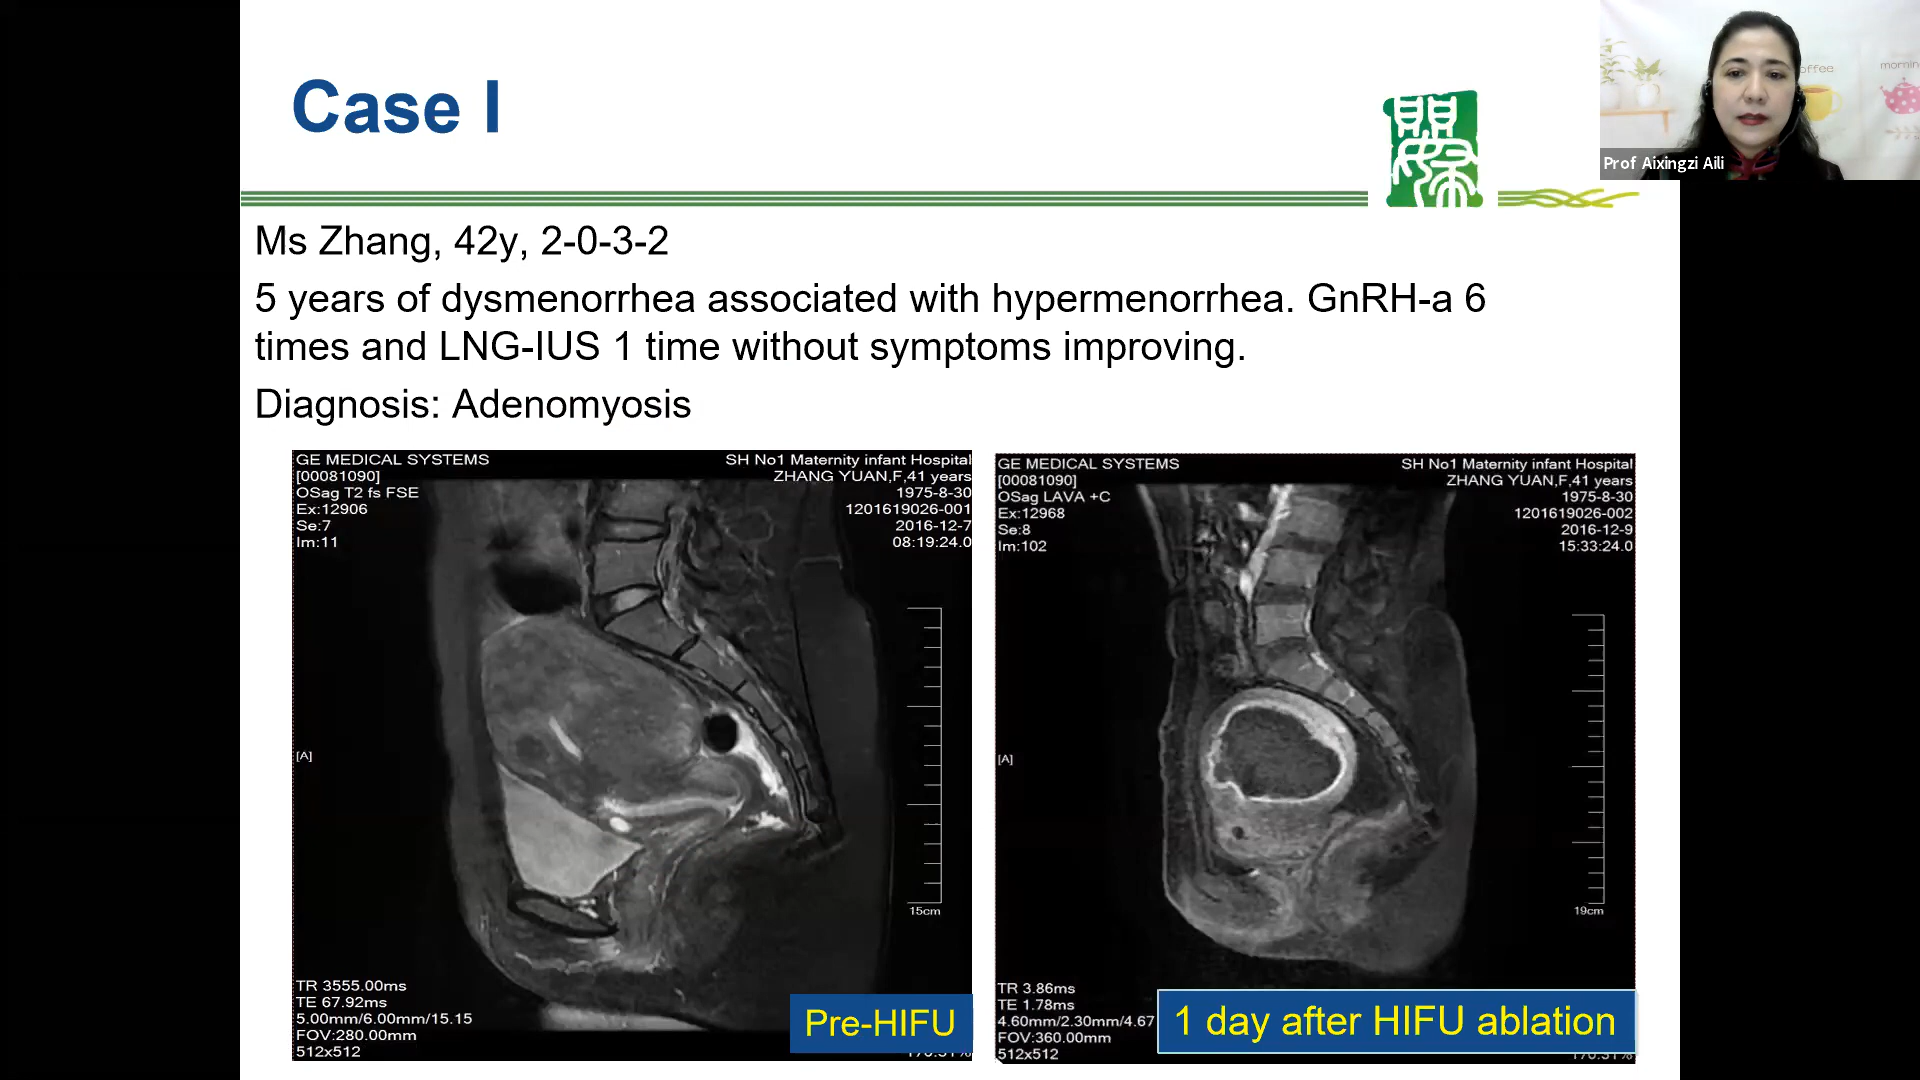 Case I
offee
mornin
Prof Aixingzi Aili
Ms Zhang, 42y, 2-0-3-2
5 years of dysmenorrhea associated with hypermenorrhea. GnRH-a 6
times and LNG-IUS 1 time without symptoms improving.
Diagnosis: Adenomyosis
GE MEDICAL SYSTEMS
[00081090]
OSag T2 fs FSE
Ex:12906
Se:7
Im:11
SH No1 Maternity infant Hospital
ZHANG YUAN,F,41 years
1975-8-30
1201619026-001
2016-12-7
08:19:24.0
[A]
15cm
TR 3555.00ms
TE 67.92ms
5.00mm/6.00mm/15.15
FOV:280.00mm
512x512
Pre-HIFU
GE MEDICAL SYSTEMS
[00081090]
OSag LAVA +C
Ex:12968
Se:8
Im:102
SH No1 Maternity infant Hospital
ZHANG YUAN,F,41 years
1975-8-30
1201619026-002
2016-12-9
15:33:24.0
[A]
19cm
TR 3.86ms
TE 1.78ms
4.60mm/2.30mm/4.67
FOV:360.00mm
512x512
1 day after HIFU ablation